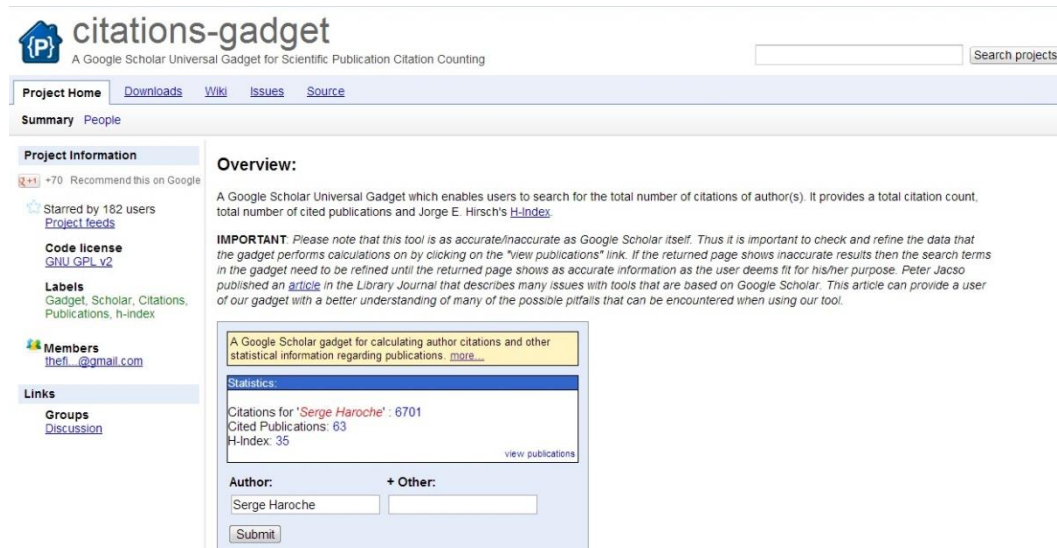 {P}
citations-gadget
A Google Scholar Universal Gadget for Scientific Publication Citation Counting
Search projects
Project Home Downloads Wiki Issues Source
Summary People
Project Information
g+1 +70 Recommend this on Google
Starred by 182 users
Project feeds
Code license
GNU GPL v2
Labels
Gadget, Scholar, Citations,
Publications, h-index
Members
thefi...@gmail.com
Links
Groups
Discussion
Overview:
A Google Scholar Universal Gadget which enables users to search for the total number of citations of author(s). It provides a total citation count,
total number of cited publications and Jorge E. Hirsch's H-Index.
IMPORTANT: Please note that this tool is as accurate/inaccurate as Google Scholar itself. Thus it is important to check and refine the data that
the gadget performs calculations on by clicking on the "view publications" link. If the returned page shows inaccurate results then the search terms
in the gadget need to be refined until the returned page shows as accurate information as the user deems fit for his/her purpose. Peter Jacso
published an article in the Library Journal that describes many issues with tools that are based on Google Scholar. This article can provide a user
of our gadget with a better understanding of many of the possible pitfalls that can be encountered when using our tool.
A Google Scholar gadget for calculating author citations and other
statistical information regarding publications. more...
Statistics:
Citations for 'Serge Haroche' : 6701
Cited Publications: 63
H-Index: 35
view publications
Author: + Other:
Serge Haroche
Submit